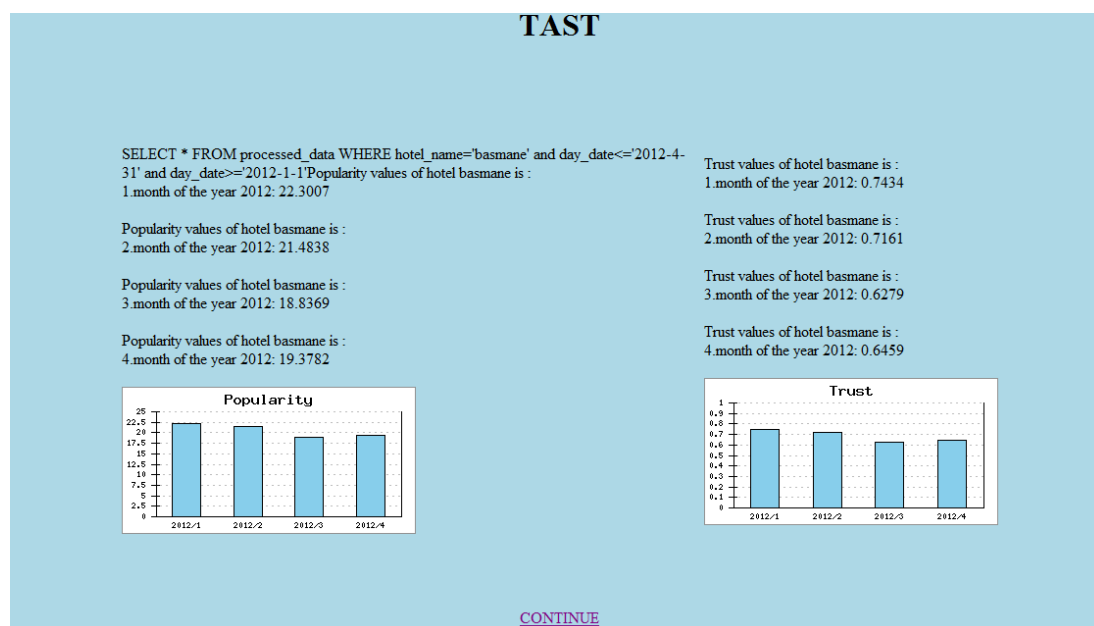 TAST
SELECT * FROM processed_data WHERE hotel_name='basmane' and day_date<='2012-4-
31' and day_date>='2012-1-1'Popularity values of hotel basmane is :
1.month of the year 2012: 22.3007
Popularity values of hotel basmane is :
2.month of the year 2012: 21.4838
Popularity values of hotel basmane is :
3.month of the year 2012: 18.8369
Popularity values of hotel basmane is :
4.month of the year 2012: 19.3782
Popularity
25
22.5
20
17.5
15
12.5
10
7.5
5
2.5
0
2012/1 2012/2 2012/3 2012/4
Trust values of hotel basmane is :
1.month of the year 2012: 0.7434
Trust values of hotel basmane is :
2.month of the year 2012: 0.7161
Trust values of hotel basmane is :
3.month of the year 2012: 0.6279
Trust values of hotel basmane is :
4.month of the year 2012: 0.6459
Trust
1
0.9
0.8
0.7
0.6
0.5
0.4
0.3
0.2
0.1
0
2012/1 2012/2 2012/3 2012/4
CONTINUE